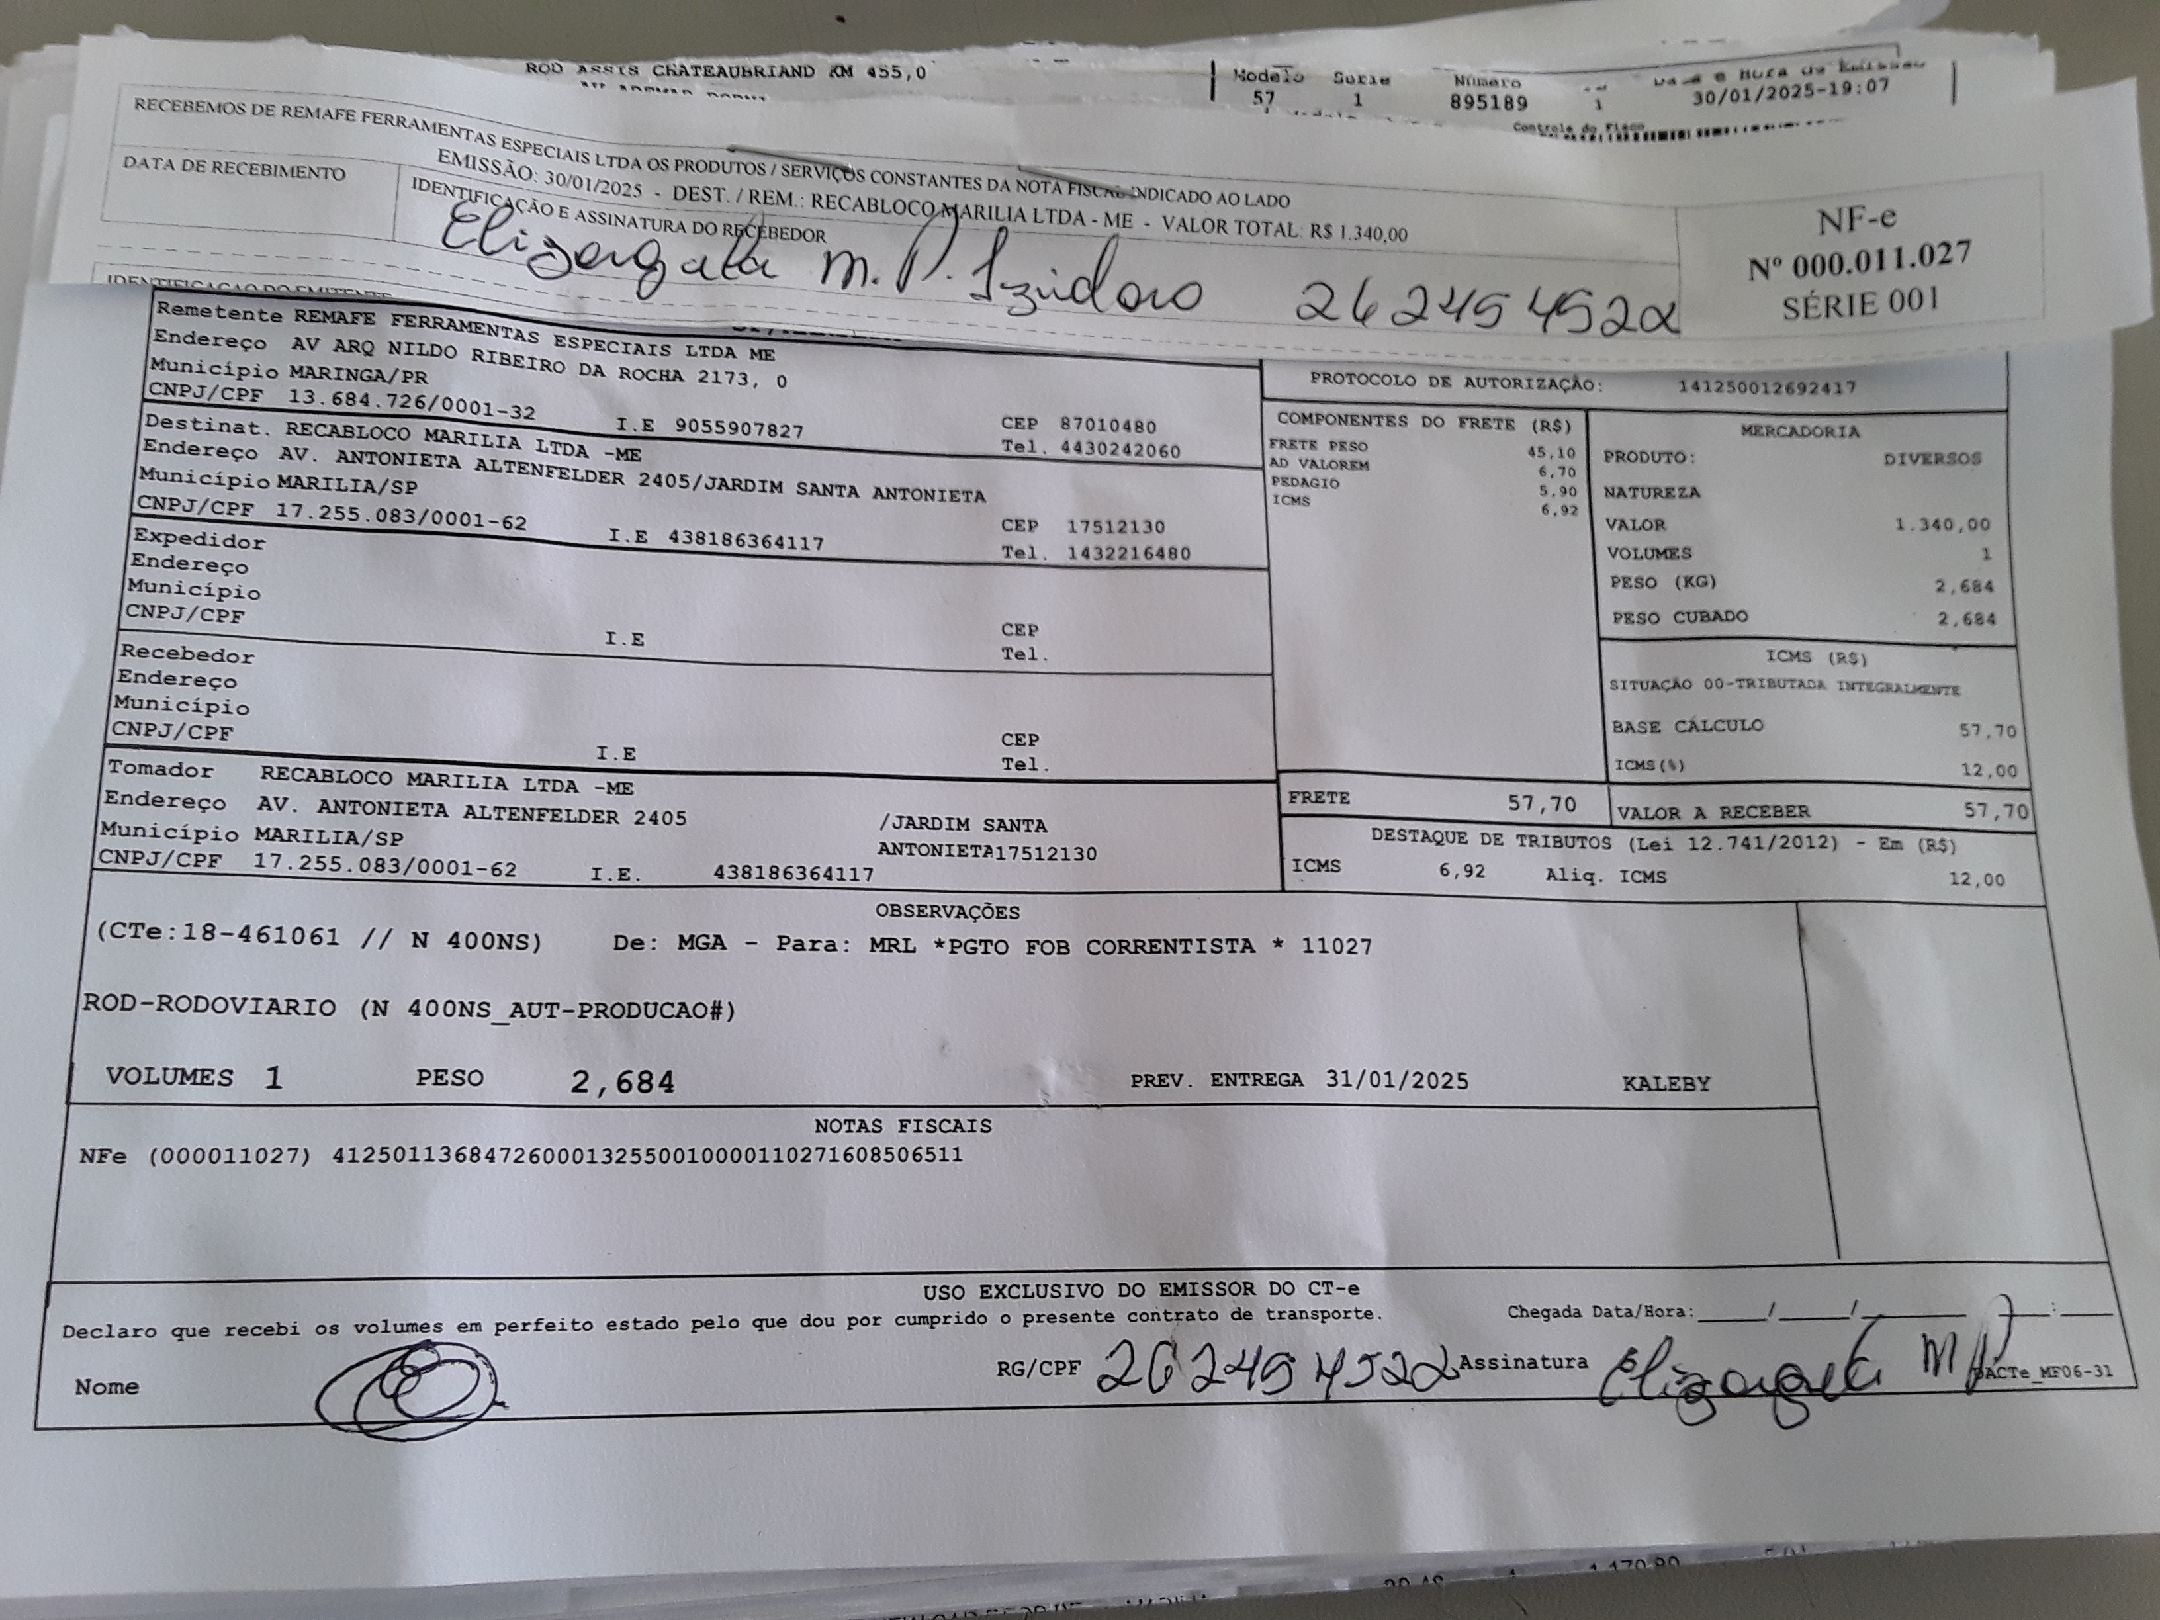 ROD ASSIS CHATEAUBRIAND KM 455,0
Modelo Serie Número
57 1 895189 1 30/01/2025-19:07
Controle do Fisco
RECEBEMOS DE REMAFE FERRAMENTAS ESPECIAIS LTDA OS PRODUTOS / SERVIÇOS CONSTANTES DA NOTA FISCAL INDICADO AO LADO
EMISSÃO: 30/01/2025 - DEST. / REM.: RECABLOCO MARILIA LTDA - ME - VALOR TOTAL: R$ 1.340,00
DATA DE RECEBIMENTO
IDENTIFICAÇÃO E ASSINATURA DO RECEBEDOR
M. P. Izidoro 262454522
NF-e
Nº 000.011.027
SÉRIE 001
IDENTIFICAÇÃO DO EMITENTE
Remetente REMAFE FERRAMENTAS ESPECIAIS LTDA ME
Endereço AV ARQ NILDO RIBEIRO DA ROCHA 2173, 0
Município MARINGA/PR
CNPJ/CPF 13.684.726/0001-32 I.E 9055907827
CEP 87010480
Tel. 4430242060
Destinat. RECABLOCO MARILIA LTDA -ME
Endereço AV. ANTONIETA ALTENFELDER 2405/JARDIM SANTA ANTONIETA
Município MARILIA/SP
CNPJ/CPF 17.255.083/0001-62 I.E 438186364117
CEP 17512130
Tel. 1432216480
Expedidor
Endereço
Município
CNPJ/CPF I.E
CEP
Tel.
Recebedor
Endereço
Município
CNPJ/CPF I.E
CEP
Tel.
Tomador RECABLOCO MARILIA LTDA -ME
Endereço AV. ANTONIETA ALTENFELDER 2405 /JARDIM SANTA
Município MARILIA/SP ANTONIETA17512130
CNPJ/CPF 17.255.083/0001-62 I.E. 438186364117
PROTOCOLO DE AUTORIZAÇÃO: 141250012692417
COMPONENTES DO FRETE (R$)
FRETE PESO 45,10
AD VALOREM 6,70
PEDAGIO 5,90
ICMS 6,92
MERCADORIA
PRODUTO: DIVERSOS
NATUREZA
VALOR 1.340,00
VOLUMES 1
PESO (KG) 2,684
PESO CUBADO 2,684
ICMS (R$)
SITUAÇÃO 00-TRIBUTADA INTEGRALMENTE
BASE CÁLCULO 57,70
ICMS(%) 12,00
FRETE 57,70 VALOR A RECEBER 57,70
DESTAQUE DE TRIBUTOS (Lei 12.741/2012) - Em (R$)
ICMS 6,92 Aliq. ICMS 12,00
OBSERVAÇÕES
(CTe:18-461061 // N 400NS) De: MGA - Para: MRL *PGTO FOB CORRENTISTA * 11027
ROD-RODOVIARIO (N 400NS_AUT-PRODUCAO#)
VOLUMES 1 PESO 2,684 PREV. ENTREGA 31/01/2025 KALEBY
NOTAS FISCAIS
NFe (000011027) 41250113684726000132550010000110271608506511
USO EXCLUSIVO DO EMISSOR DO CT-e
Declaro que recebi os volumes em perfeito estado pelo que dou por cumprido o presente contrato de transporte. Chegada Data/Hora:____/____/____ __:__
Nome RG/CPF 262454522 Assinatura M P
DACTe_MF06-31